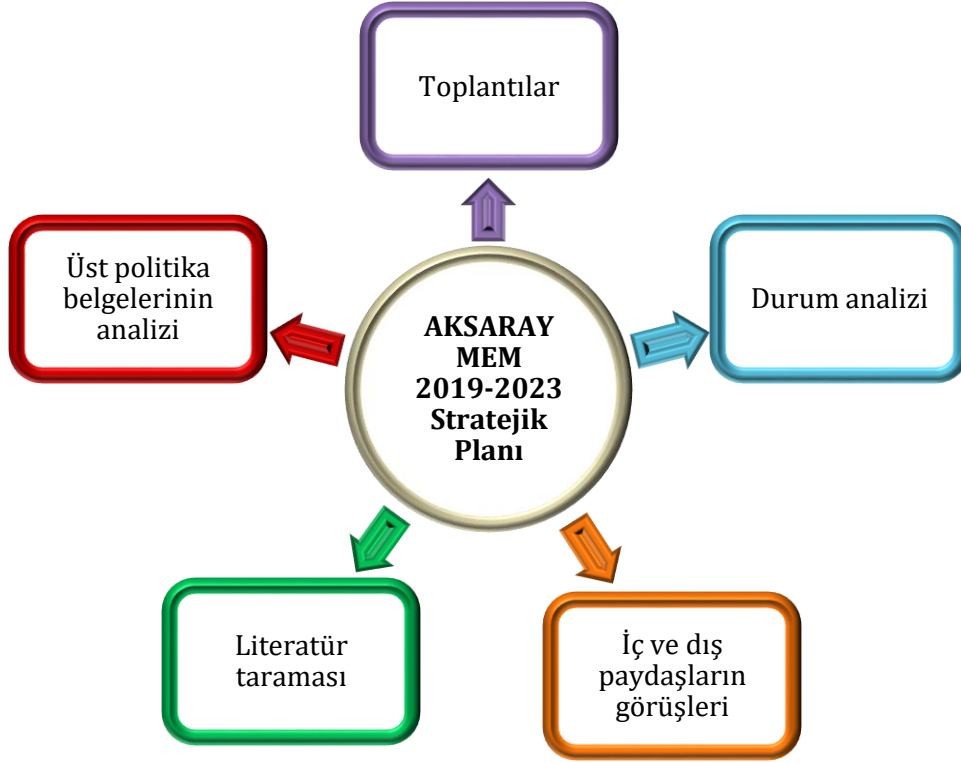 Toplantılar
Üst politika
belgelerinin
analizi
Durum analizi
AKSARAY
MEM
2019-2023
Stratejik
Planı
Literatür
taraması
İç ve dış
paydaşların
görüşleri